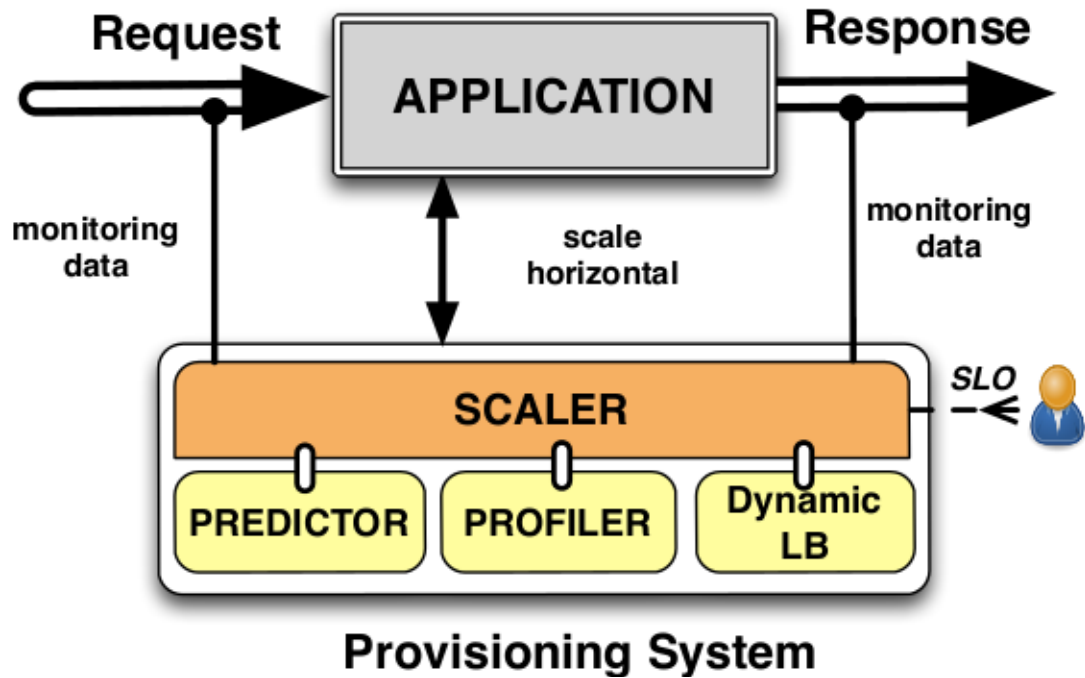 Request
Response
APPLICATION
monitoring
data
scale
horizontal
monitoring
data
SLO
SCALER
PREDICTOR
PROFILER
Dynamic
LB
Provisioning System